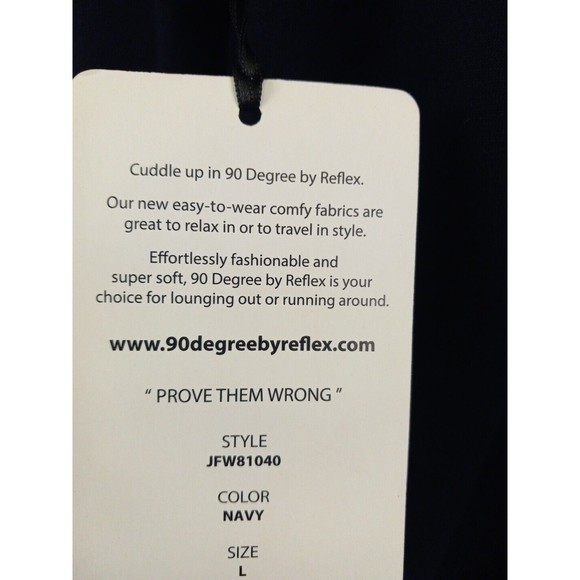 Cuddle up in 90 Degree by Reflex.
Our new easy-to-wear comfy fabrics are
great to relax in or to travel in style.
Effortlessly fashionable and
super soft, 90 Degree by Reflex is your
choice for lounging out or running around.
www.90degreebyreflex.com
“ PROVE THEM WRONG ”
STYLE
JFW81040
COLOR
NAVY
SIZE
L